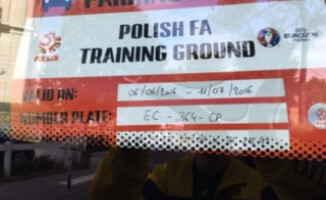 POLISH FA
TRAINING GROUND
VALID ON: 06/06/2016 - 11/07/2016
NUMBER PLATE: EC - 364 - CP